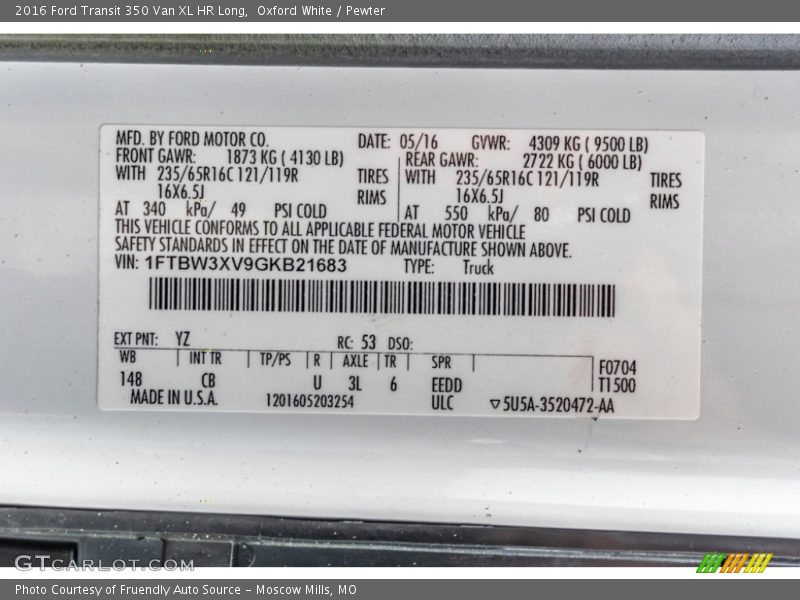 2016 Ford Transit 350 Van XL HR Long,  Oxford White / Pewter
MFD. BY FORD MOTOR CO. DATE: 05/16 GVWR: 4309 KG ( 9500 LB)
FRONT GAWR: 1873 KG ( 4130 LB) REAR GAWR: 2722 KG ( 6000 LB)
WITH 235/65R16C 121/119R TIRES WITH 235/65R16C 121/119R TIRES
16X6.5J RIMS 16X6.5J RIMS
AT 340 kPa/ 49 PSI COLD AT 550 kPa/ 80 PSI COLD
THIS VEHICLE CONFORMS TO ALL APPLICABLE FEDERAL MOTOR VEHICLE
SAFETY STANDARDS IN EFFECT ON THE DATE OF MANUFACTURE SHOWN ABOVE.
VIN: 1FTBW3XV9GKB21683 TYPE: Truck
EXT PNT: YZ RC: 53 DSO:
WB INT TR TP/PS R AXLE TR SPR F0704
148 CB U 3L 6 EEDD T1500
MADE IN U.S.A. 1201605203254 ULC ▽5U5A-3520472-AA
GTCARLOT.COM
Photo Courtesy of Fruendly Auto Source – Moscow Mills, MO